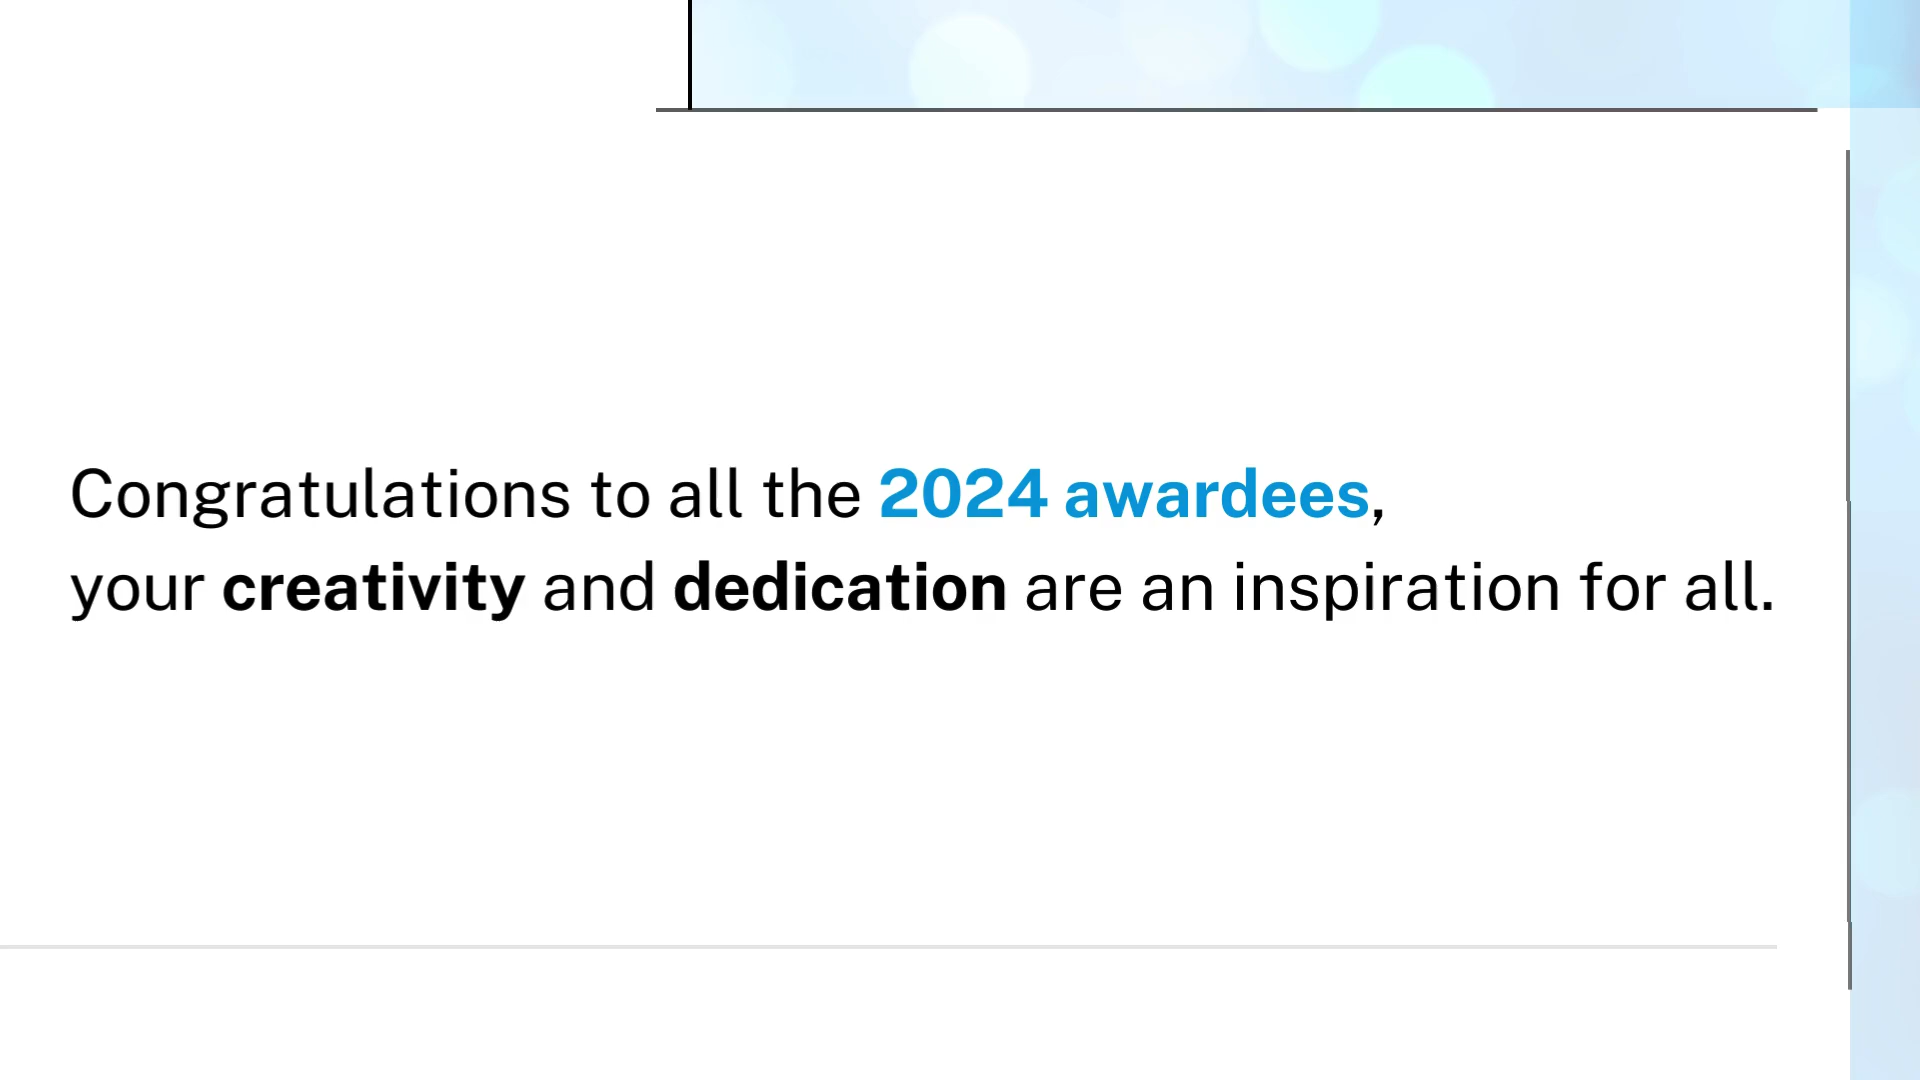 Congratulations to all the 2024 awardees,
your creativity and dedication are an inspiration for all.